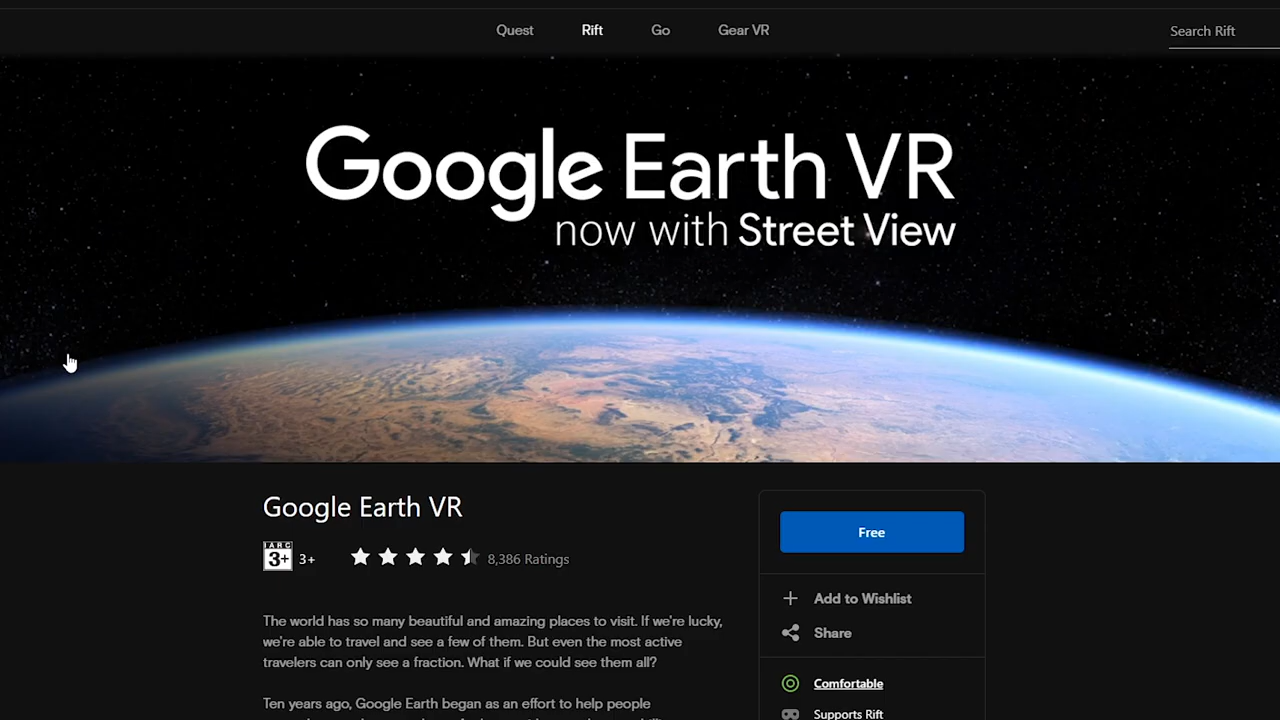 Quest Rift Go Gear VR Search Rift
Google Earth VR
now with Street View
Google Earth VR
IARC
3+ 3+ 8,386 Ratings
Free
Add to Wishlist
Share
Comfortable
Supports Rift
The world has so many beautiful and amazing places to visit. If we're lucky,
we're able to travel and see a few of them. But even the most active
travelers can only see a fraction. What if we could see them all?
Ten years ago, Google Earth began as an effort to help people